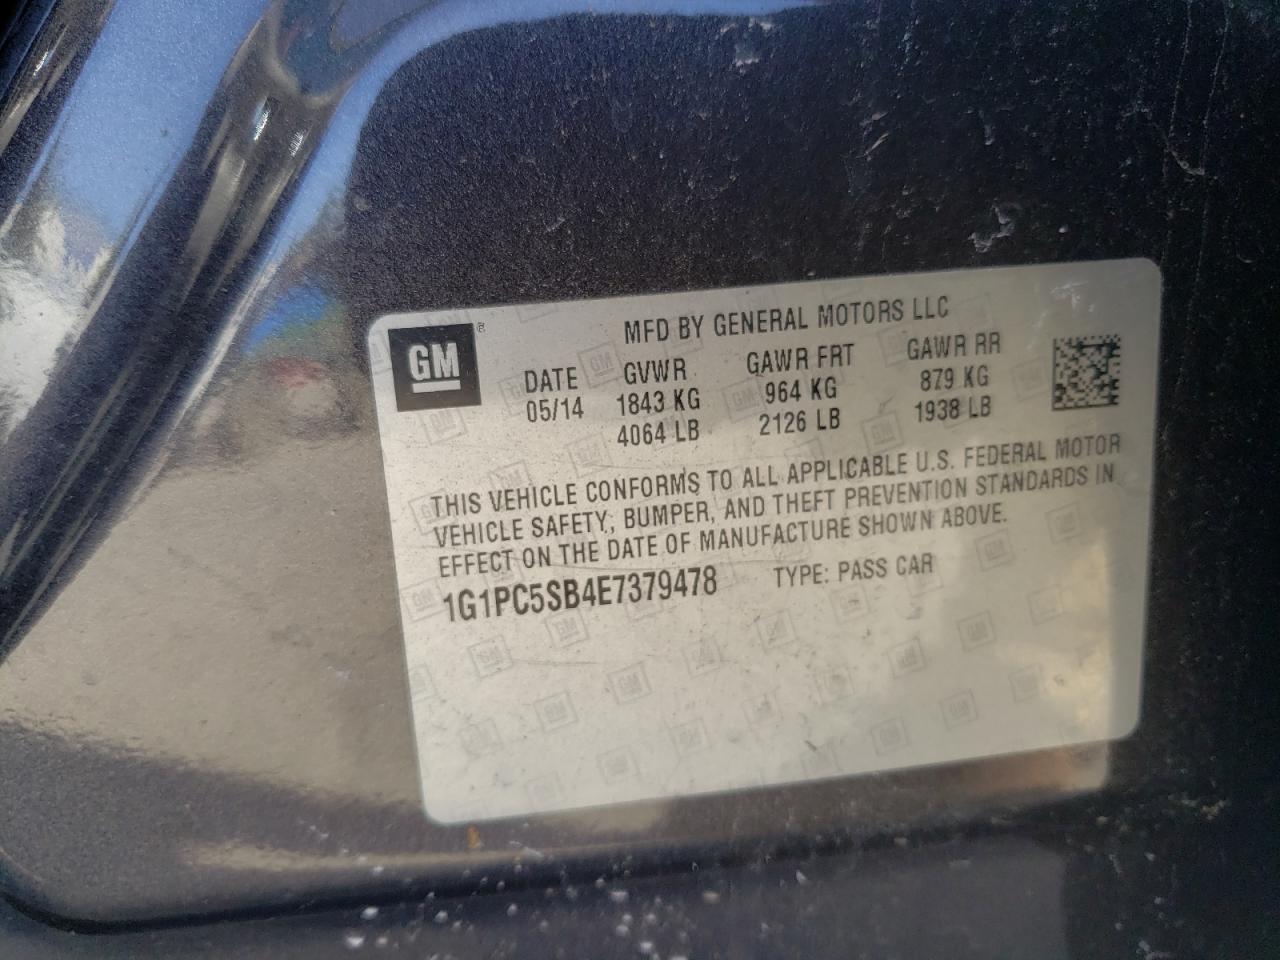 GM ®
MFD BY GENERAL MOTORS LLC
DATE GVWR GAWR FRT GAWR RR
05/14 1843 KG 964 KG 879 KG
4064 LB 2126 LB 1938 LB
THIS VEHICLE CONFORMS TO ALL APPLICABLE U.S. FEDERAL MOTOR
VEHICLE SAFETY, BUMPER, AND THEFT PREVENTION STANDARDS IN
EFFECT ON THE DATE OF MANUFACTURE SHOWN ABOVE.
1G1PC5SB4E7379478 TYPE: PASS CAR